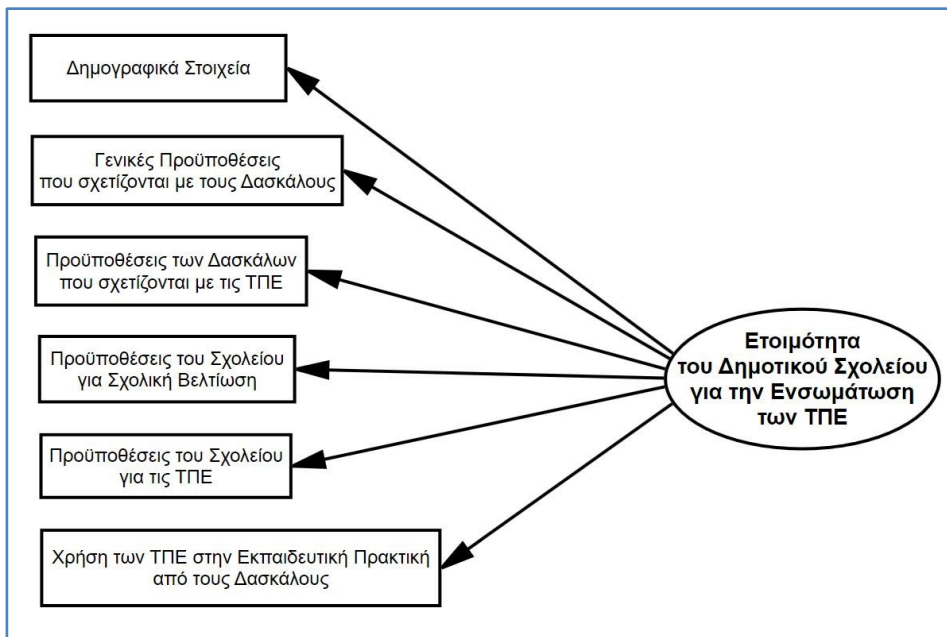 Δημογραφικά Στοιχεία
Γενικές Προϋποθέσεις
που σχετίζονται με τους Δασκάλους
Προϋποθέσεις των Δασκάλων
που σχετίζονται με τις ΤΠΕ
Προϋποθέσεις του Σχολείου
για Σχολική Βελτίωση
Προϋποθέσεις του Σχολείου
για τις ΤΠΕ
Χρήση των ΤΠΕ στην Εκπαιδευτική Πρακτική
από τους Δασκάλους
Ετοιμότητα
του Δημοτικού Σχολείου
για την Ενσωμάτωση
των ΤΠΕ